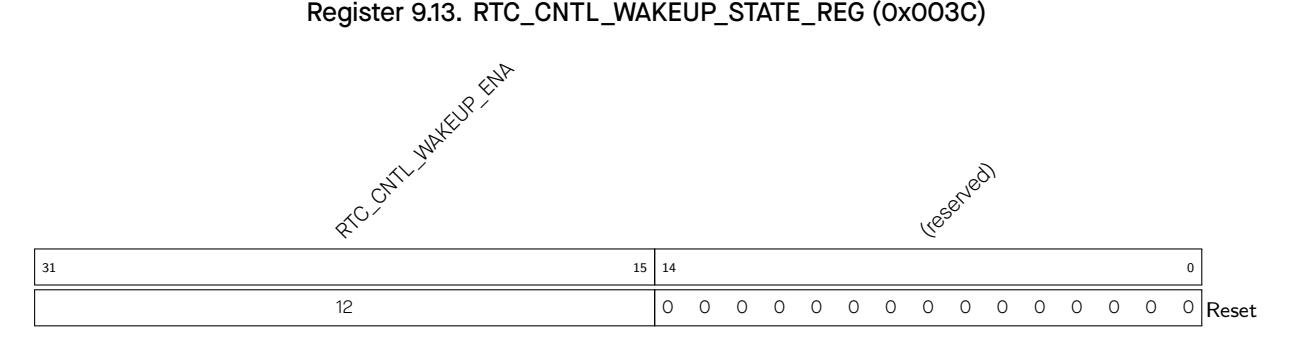 Register 9.13. RTC_CNTL_WAKEUP_STATE_REG (0x003C)
RTC_CNTL_WAKEUP_ENA
(reserved)
31 15 14 0
12 0 0 0 0 0 0 0 0 0 0 0 0 0 0 0 Reset